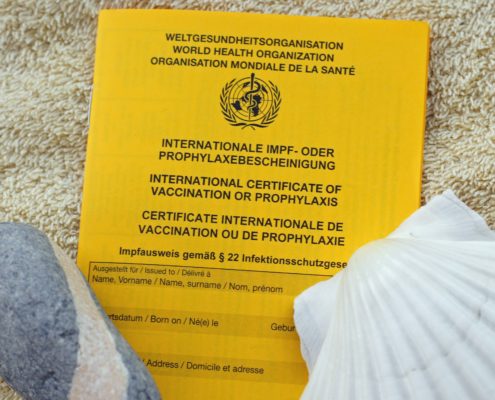 WELTGESUNDHEITSORGANISATION
WORLD HEALTH ORGANIZATION
ORGANISATION MONDIALE DE LA SANTÉ
INTERNATIONALE IMPF- ODER
PROPHYLAXEBESCHEINIGUNG
INTERNATIONAL CERTIFICATE OF
VACCINATION OR PROPHYLAXIS
CERTIFICATE INTERNATIONALE DE
VACCINATION OU DE PROPHYLAXIE
Impfausweis gemäß § 22 Infektionsschutzgese
Ausgestellt für / Issued to / Délivré à
Name, Vorname / Name, surname / Nom, prénom
rtsdatum / Born on / Né(e) le Gebur
/ Address / Domicile et adresse